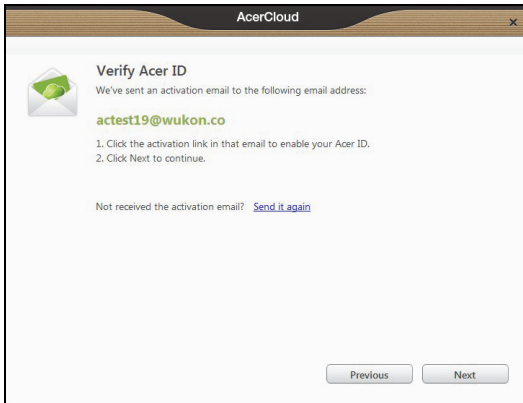 AcerCloud
Verify Acer ID
We've sent an activation email to the following email address:
actest19@wukon.co
1. Click the activation link in that email to enable your Acer ID.
2. Click Next to continue.
Not received the activation email? Send it again
Previous Next